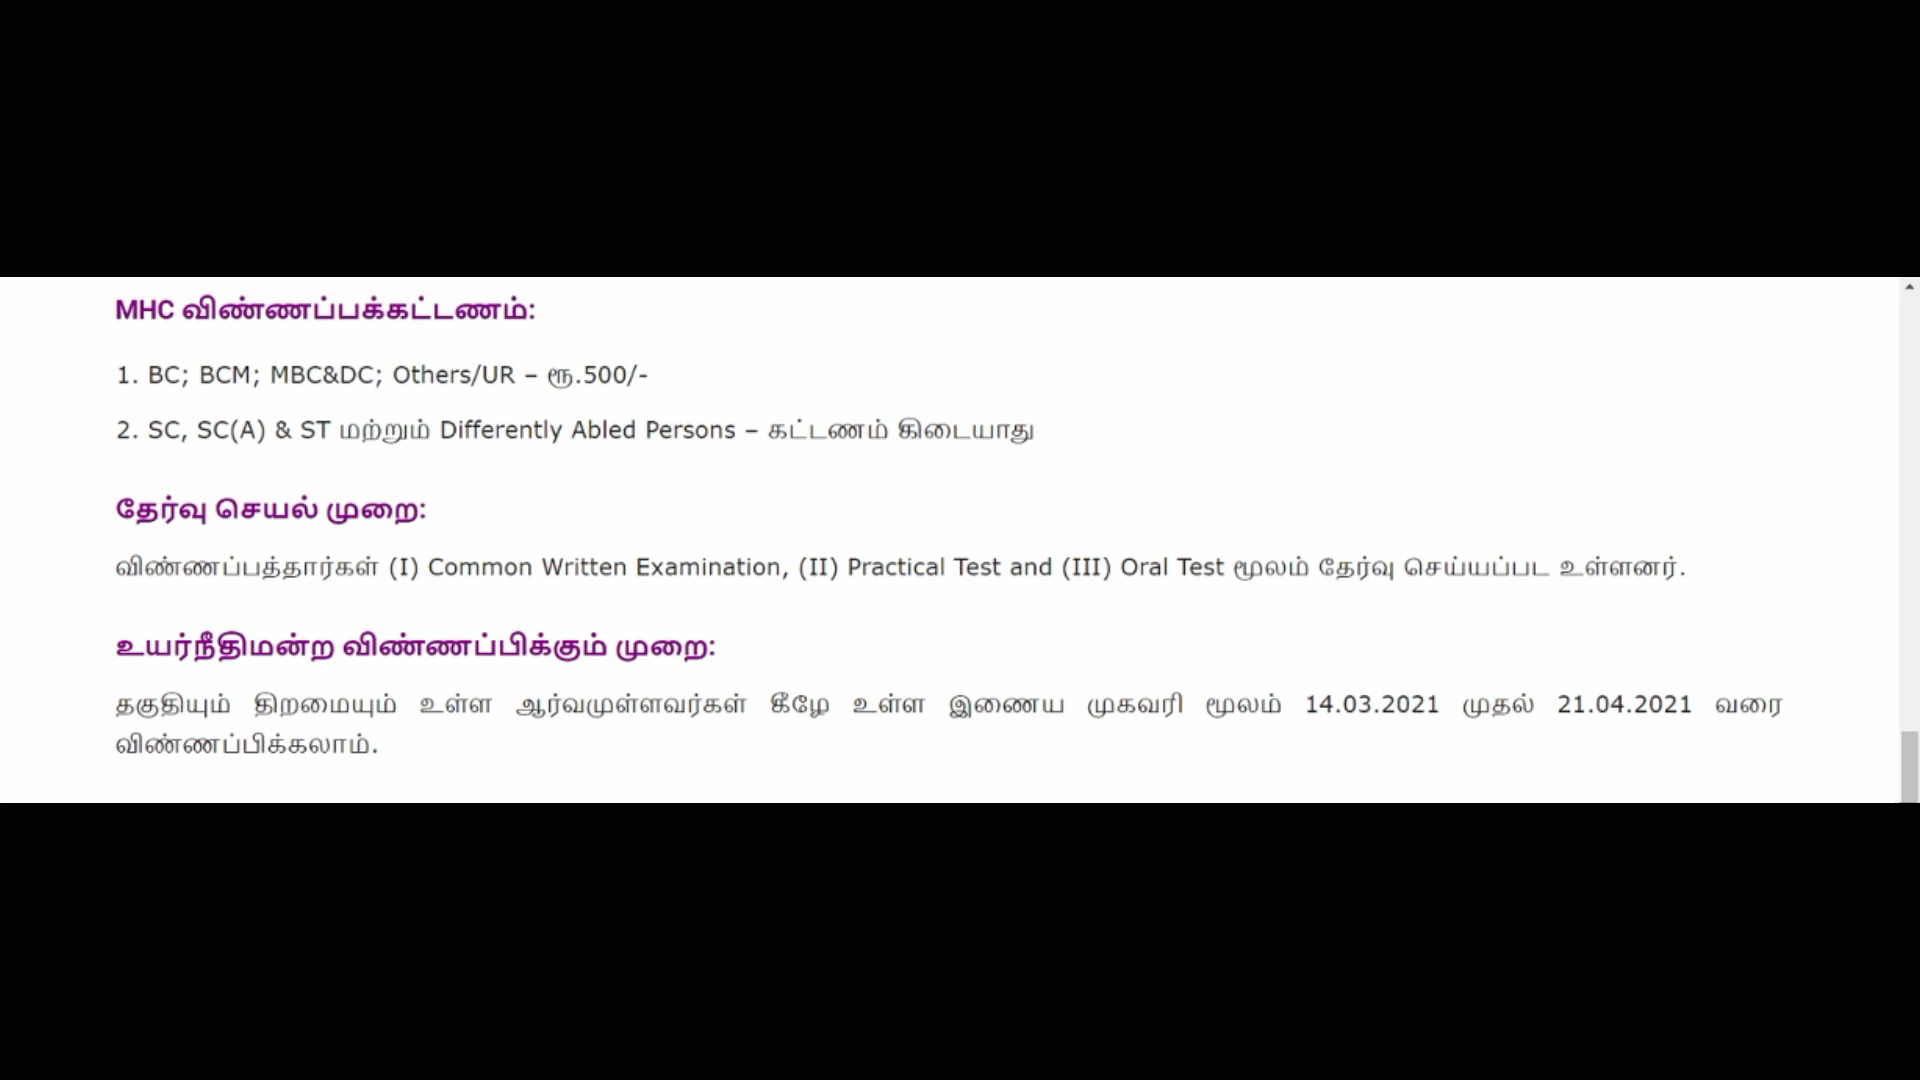 MHC விண்ணப்பக்கட்டணம்:
1. BC; BCM; MBC&DC; Others/UR – ரூ.500/-
2. SC, SC(A) & ST மற்றும் Differently Abled Persons – கட்டணம் கிடையாது
தேர்வு செயல் முறை:
விண்ணப்பத்தார்கள் (I) Common Written Examination, (II) Practical Test and (III) Oral Test மூலம் தேர்வு செய்யப்பட உள்ளனர்.
உயர்நீதிமன்ற விண்ணப்பிக்கும் முறை:
தகுதியும் திறமையும் உள்ள ஆர்வமுள்ளவர்கள் கீழே உள்ள இணைய முகவரி மூலம் 14.03.2021 முதல் 21.04.2021 வரை
விண்ணப்பிக்கலாம்.